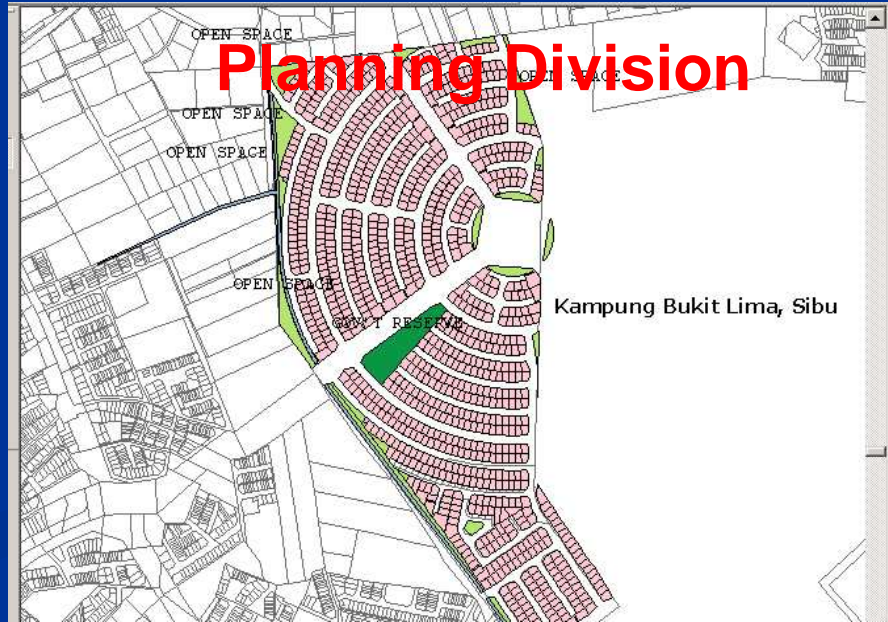 OPEN SPACE
Planning Division
OPEN SPACE
OPEN SPACE
OPEN SPACE
OPEN SPACE
Kampung Bukit Lima, Sibu
GOV'T RESERVE